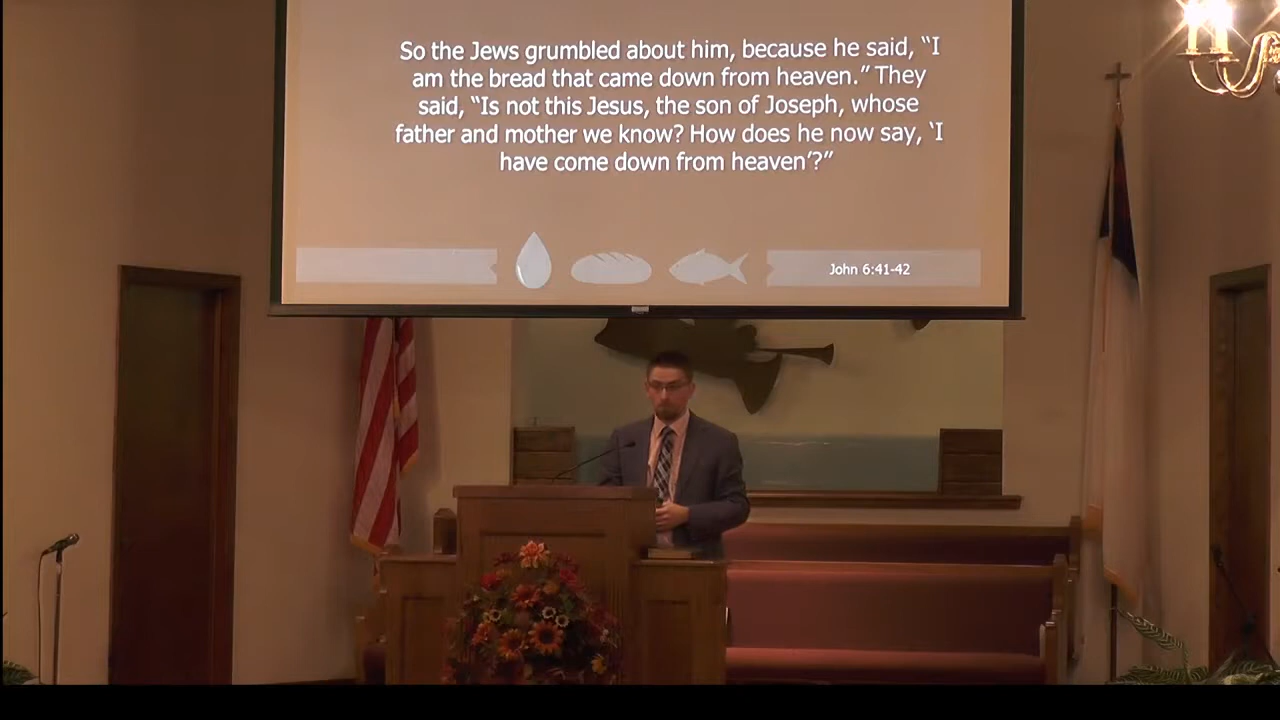 So the Jews grumbled about him, because he said, “I
am the bread that came down from heaven.” They
said, “Is not this Jesus, the son of Joseph, whose
father and mother we know? How does he now say, ‘I
have come down from heaven’?”
John 6:41-42